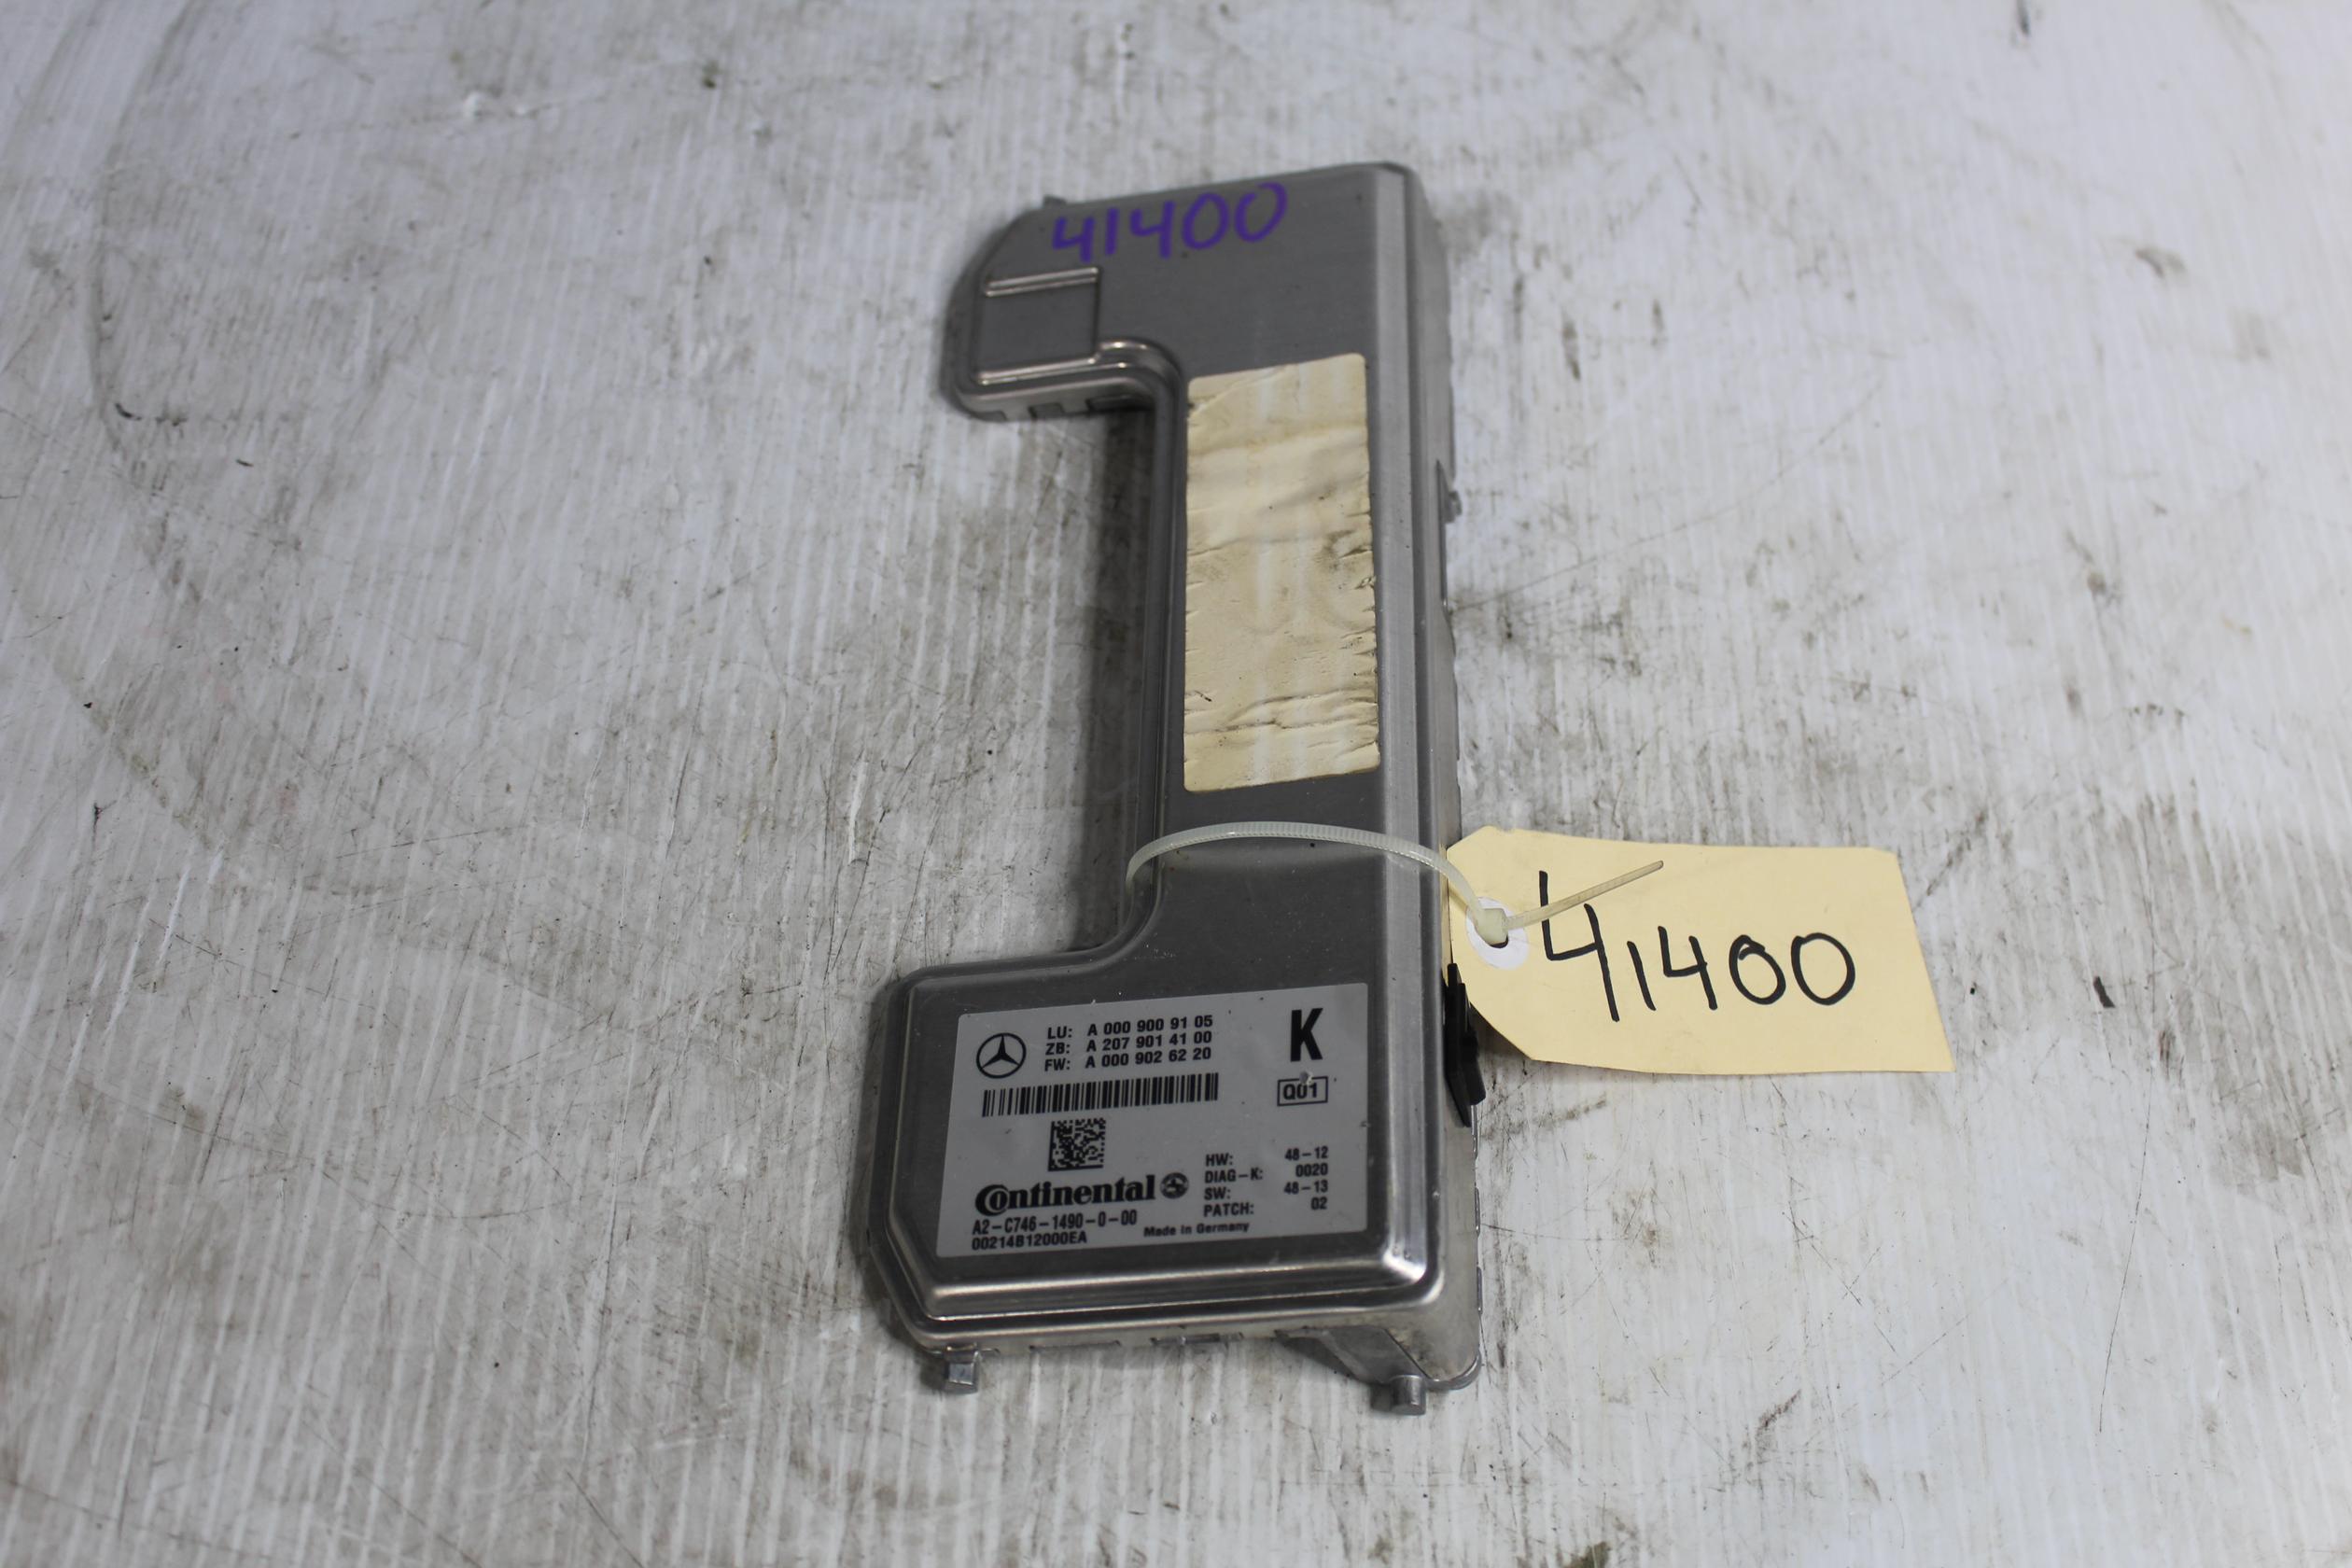 41400
41400
LU: A 000 900 91 05
ZB: A 207 901 41 00
FW: A 000 902 62 20
K
Q01
HW: 48-12
DIAG-K: 0020
SW: 48-13
PATCH: 02
Continental
A2-C746-1490-0-00
00214B12000EA
Made in Germany